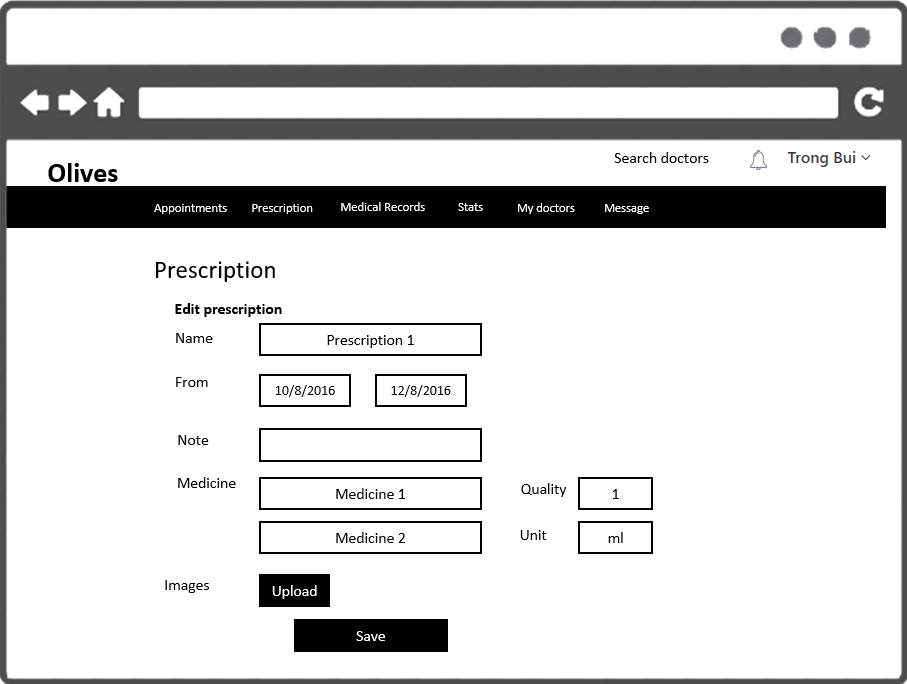 Search doctors
Trong Bui
Olives
Appointments Prescription Medical Records Stats My doctors Message
Prescription
Edit prescription
Name Prescription 1
From 10/8/2016 12/8/2016
Note
Medicine Medicine 1 Quality 1
Medicine 2 Unit ml
Images Upload
Save